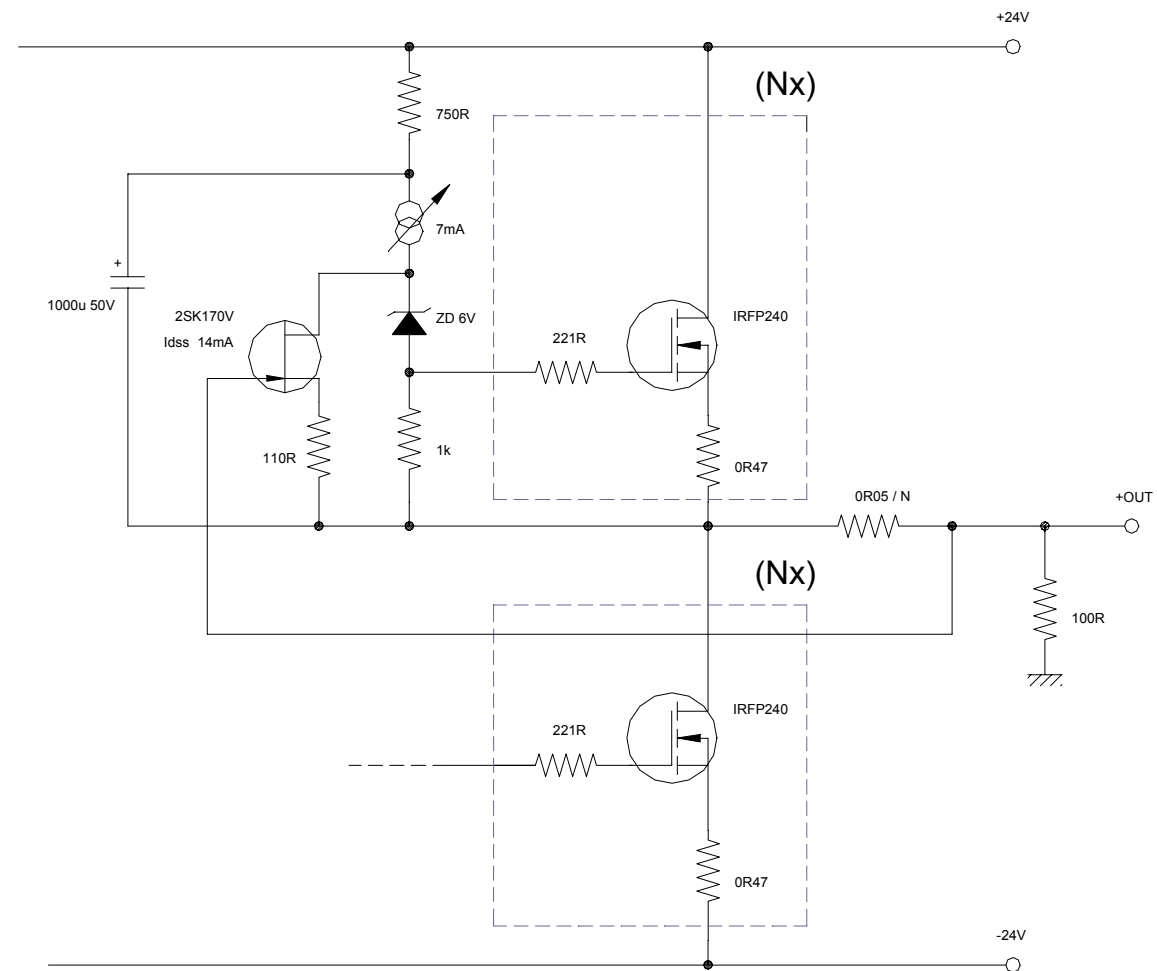 +24V
(Nx)
750R
7mA
+
1000u 50V
2SK170V
Idss 14mA
ZD 6V
IRFP240
221R
110R
1k
0R47
0R05 / N
+OUT
(Nx)
100R
IRFP240
221R
0R47
-24V